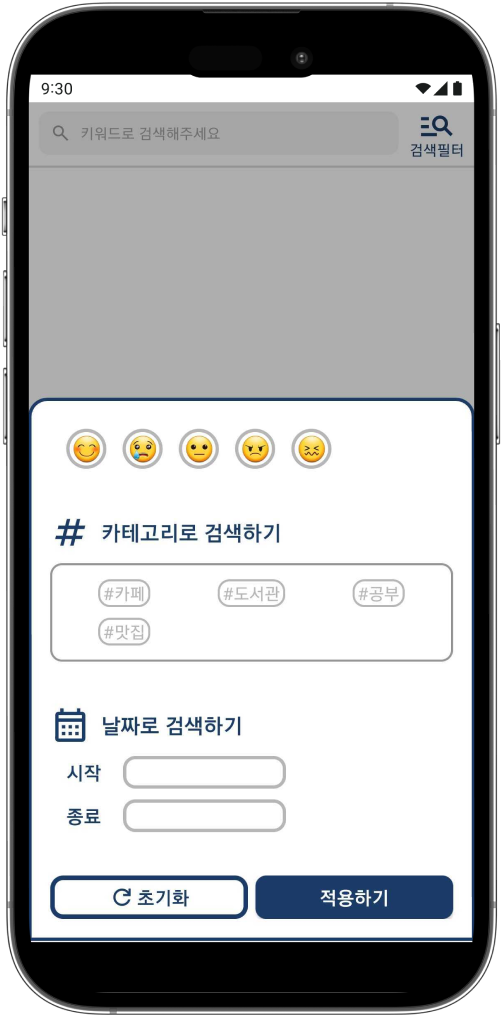 9:30
키워드로 검색해주세요
검색필터
# 카테고리로 검색하기
#카페 #도서관 #공부
#맛집
날짜로 검색하기
시작
종료
초기화 적용하기